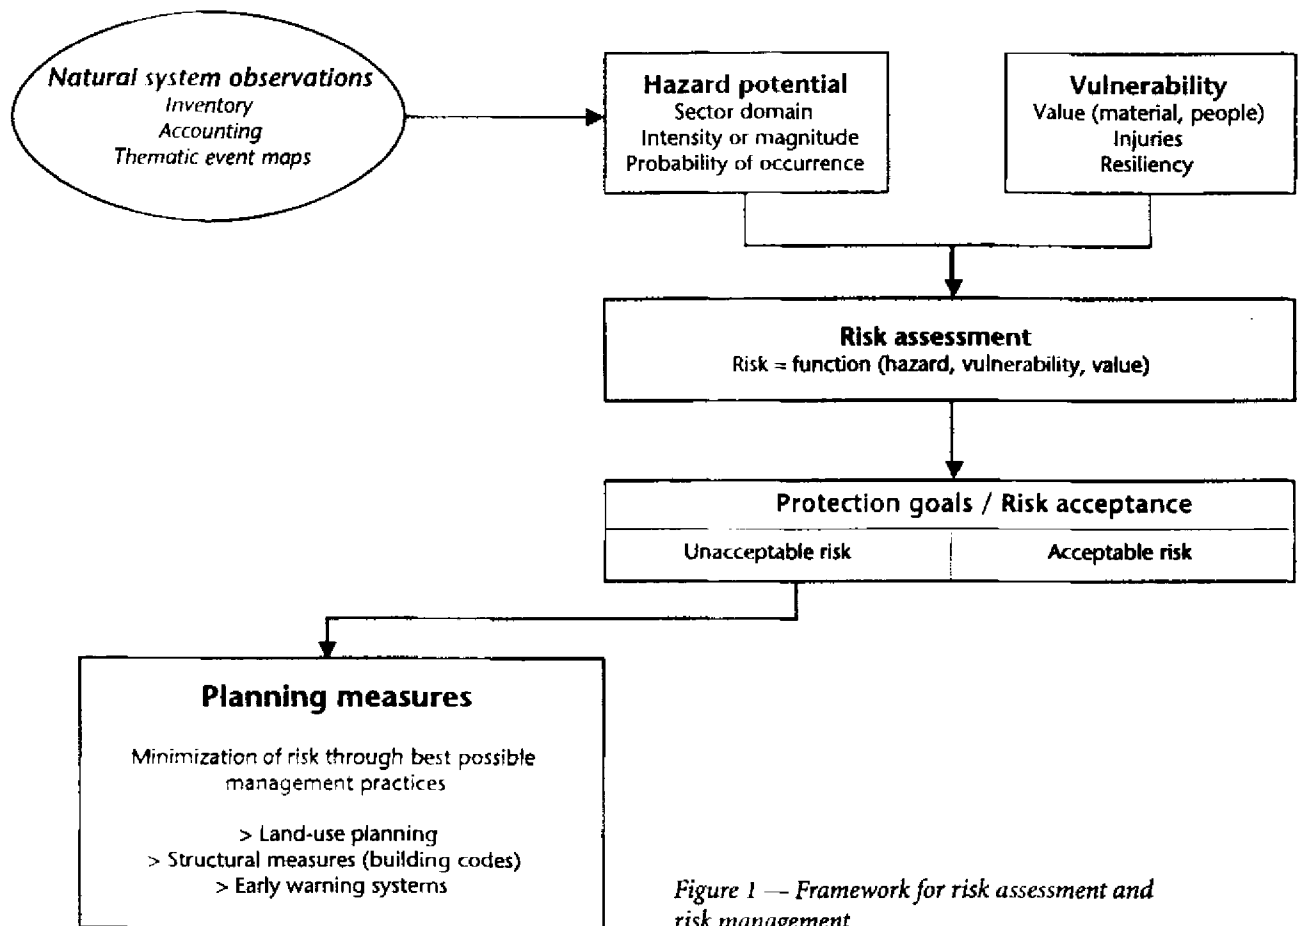 Natural system observations
Inventory
Accounting
Thematic event maps
Hazard potential
Sector domain
Intensity or magnitude
Probability of occurrence
Vulnerability
Value (material, people)
Injuries
Resiliency
Risk assessment
Risk = function (hazard, vulnerability, value)
Protection goals / Risk acceptance
Unacceptable risk
Acceptable risk
Planning measures
Minimization of risk through best possible
management practices
> Land-use planning
> Structural measures (building codes)
> Early warning systems
Figure 1 — Framework for risk assessment and
risk management